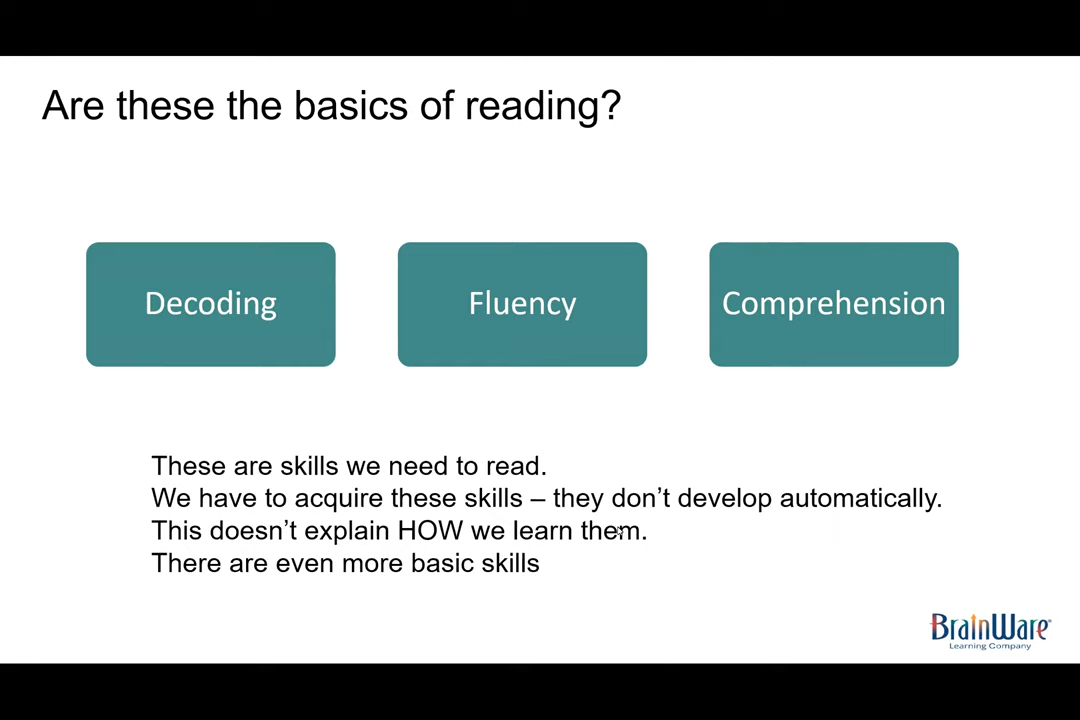 Are these the basics of reading?
Decoding
Fluency
Comprehension
These are skills we need to read.
We have to acquire these skills – they don’t develop automatically.
This doesn’t explain HOW we learn them.
There are even more basic skills
BrainWare®
Learning Company